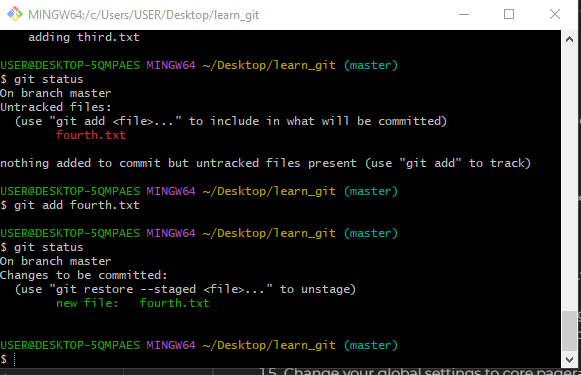 MINGW64:/c/Users/USER/Desktop/learn_git
adding third.txt
USER@DESKTOP-5QMPAES MINGW64 ~/Desktop/learn_git (master)
$ git status
On branch master
Untracked files:
(use "git add <file>..." to include in what will be committed)
fourth.txt
nothing added to commit but untracked files present (use "git add" to track)
USER@DESKTOP-5QMPAES MINGW64 ~/Desktop/learn_git (master)
$ git add fourth.txt
USER@DESKTOP-5QMPAES MINGW64 ~/Desktop/learn_git (master)
$ git status
On branch master
Changes to be committed:
(use "git restore --staged <file>..." to unstage)
new file:   fourth.txt
USER@DESKTOP-5QMPAES MINGW64 ~/Desktop/learn_git (master)
$
15. Change your global settings to core